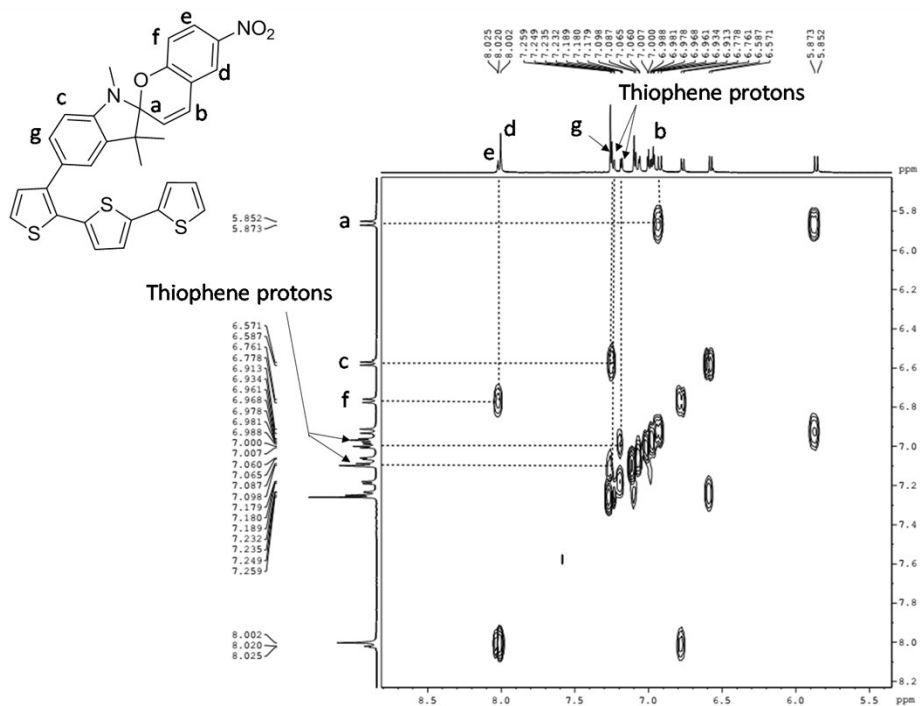 e
f
NO₂
d
O
N
c
a
b
g
S
S
S
8.025
8.020
8.002
7.259
7.249
7.235
7.232
7.189
7.180
7.179
7.098
7.087
7.065
7.060
7.007
7.000
6.988
6.981
6.978
6.968
6.961
6.934
6.913
6.778
6.761
6.587
6.571
5.873
5.852
Thiophene protons
e
d
g
b
ppm
5.852
5.873
a
Thiophene protons
6.571
6.587
6.761
6.778
6.913
6.934
6.961
6.968
6.978
6.981
6.988
7.000
7.007
7.060
7.065
7.087
7.098
7.179
7.180
7.189
7.232
7.235
7.249
7.259
c
f
8.002
8.020
8.025
5.8
6.0
6.2
6.4
6.6
6.8
7.0
7.2
7.4
7.6
7.8
8.0
8.2
8.5 8.0 7.5 7.0 6.5 6.0 5.5 ppm